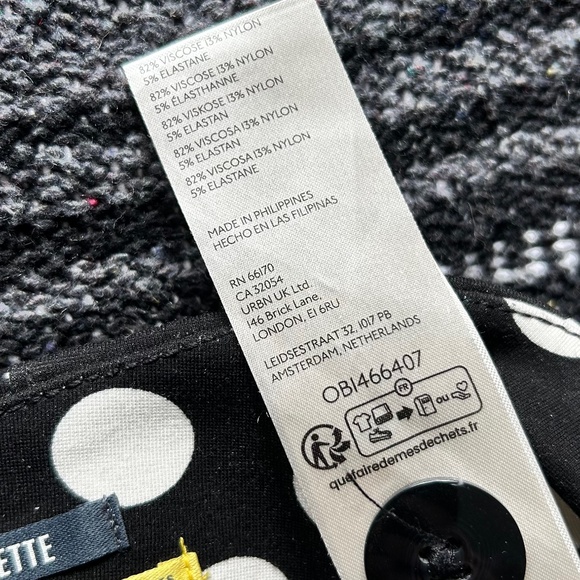 82% VISCOSE 13% NYLON
5% ELASTANE
82% VISCOSE 13% NYLON
5% ÉLASTHANNE
82% VISKOSE 13% NYLON
5% ELASTAN
82% VISCOSA 13% NYLON
5% ELASTAN
82% VISCOSA 13% NYLON
5% ELASTANE
MADE IN PHILIPPINES
HECHO EN LAS FILIPINAS
RN 66170
CA 32054
URBN UK Ltd.
146 Brick Lane,
LONDON, E1 6RU
LEIDSESTRAAT 32, 1017 PB
AMSTERDAM, NETHERLANDS
OB1466407
FR
ou
quefairedemesdechets.fr
ETTE